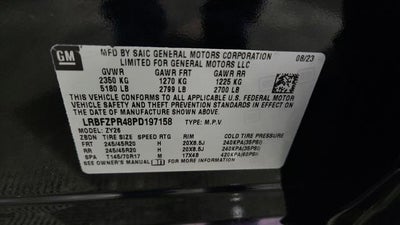 GM
MFD BY SAIC GENERAL MOTORS CORPORATION
LIMITED FOR GENERAL MOTORS LLC
08/23
GVWR GAWR FRT GAWR RR
2350 KG 1270 KG 1225 KG
5180 LB 2799 LB 2700 LB
THIS VEHICLE CONFORMS TO ALL APPLICABLE U.S. FEDERAL
MOTOR VEHICLE SAFETY AND THEFT PREVENTION
STANDARDS IN EFFECT ON
THE DATE OF MANUFACTURE SHOWN ABOVE.
LRBFZPR48PD197158 TYPE: M.P.V
MODEL: ZY26
ZBN TIRE SIZE SPEED RTG RIM COLD TIRE PRESSURE
FRT 245/45R20 H 20X8.5J 240KPA(35PSI)
RR 245/45R20 H 20X8.5J 240KPA(35PSI)
SPA T145/70R17 M 17X4B 420KPA(60PSI)